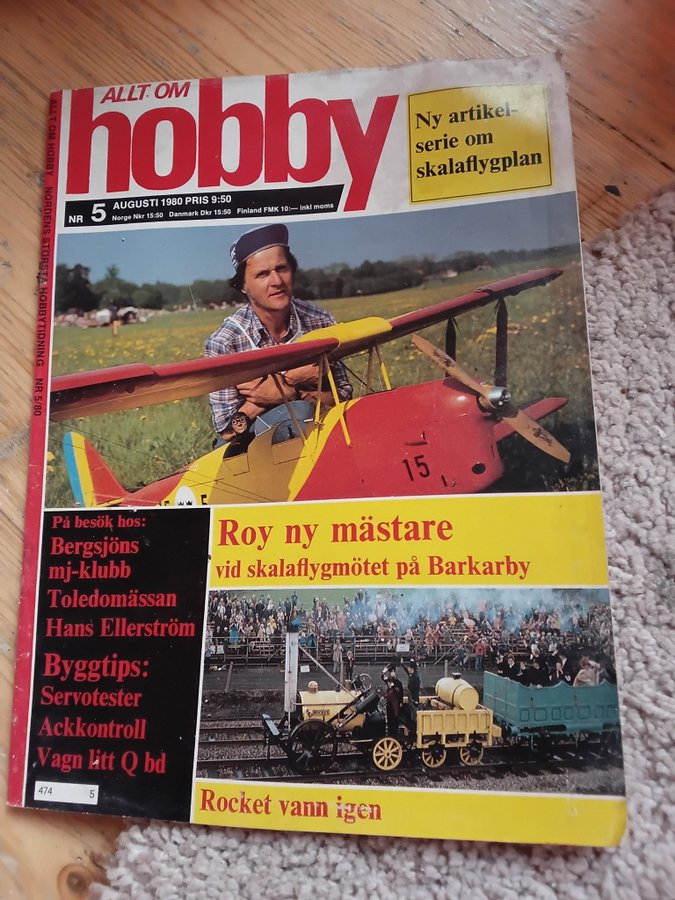 ALLT OM
hobby
Ny artikel-
serie om
skalaflygplan
NR 5 AUGUSTI 1980 PRIS 9:50
Norge Nkr 15:50 Danmark Dkr 15:50 Finland FMK 10:— inkl moms
ALLT OM HOBBY NORDENS STÖRSTA HOBBYTIDNING NR 5/80
15
5
På besök hos:
Bergsjöns
mj-klubb
Toledomässan
Hans Ellerström
Byggtips:
Servotester
Ackkontroll
Vagn litt Q bd
474 5
Roy ny mästare
vid skalaflygmötet på Barkarby
Rocket vann igen